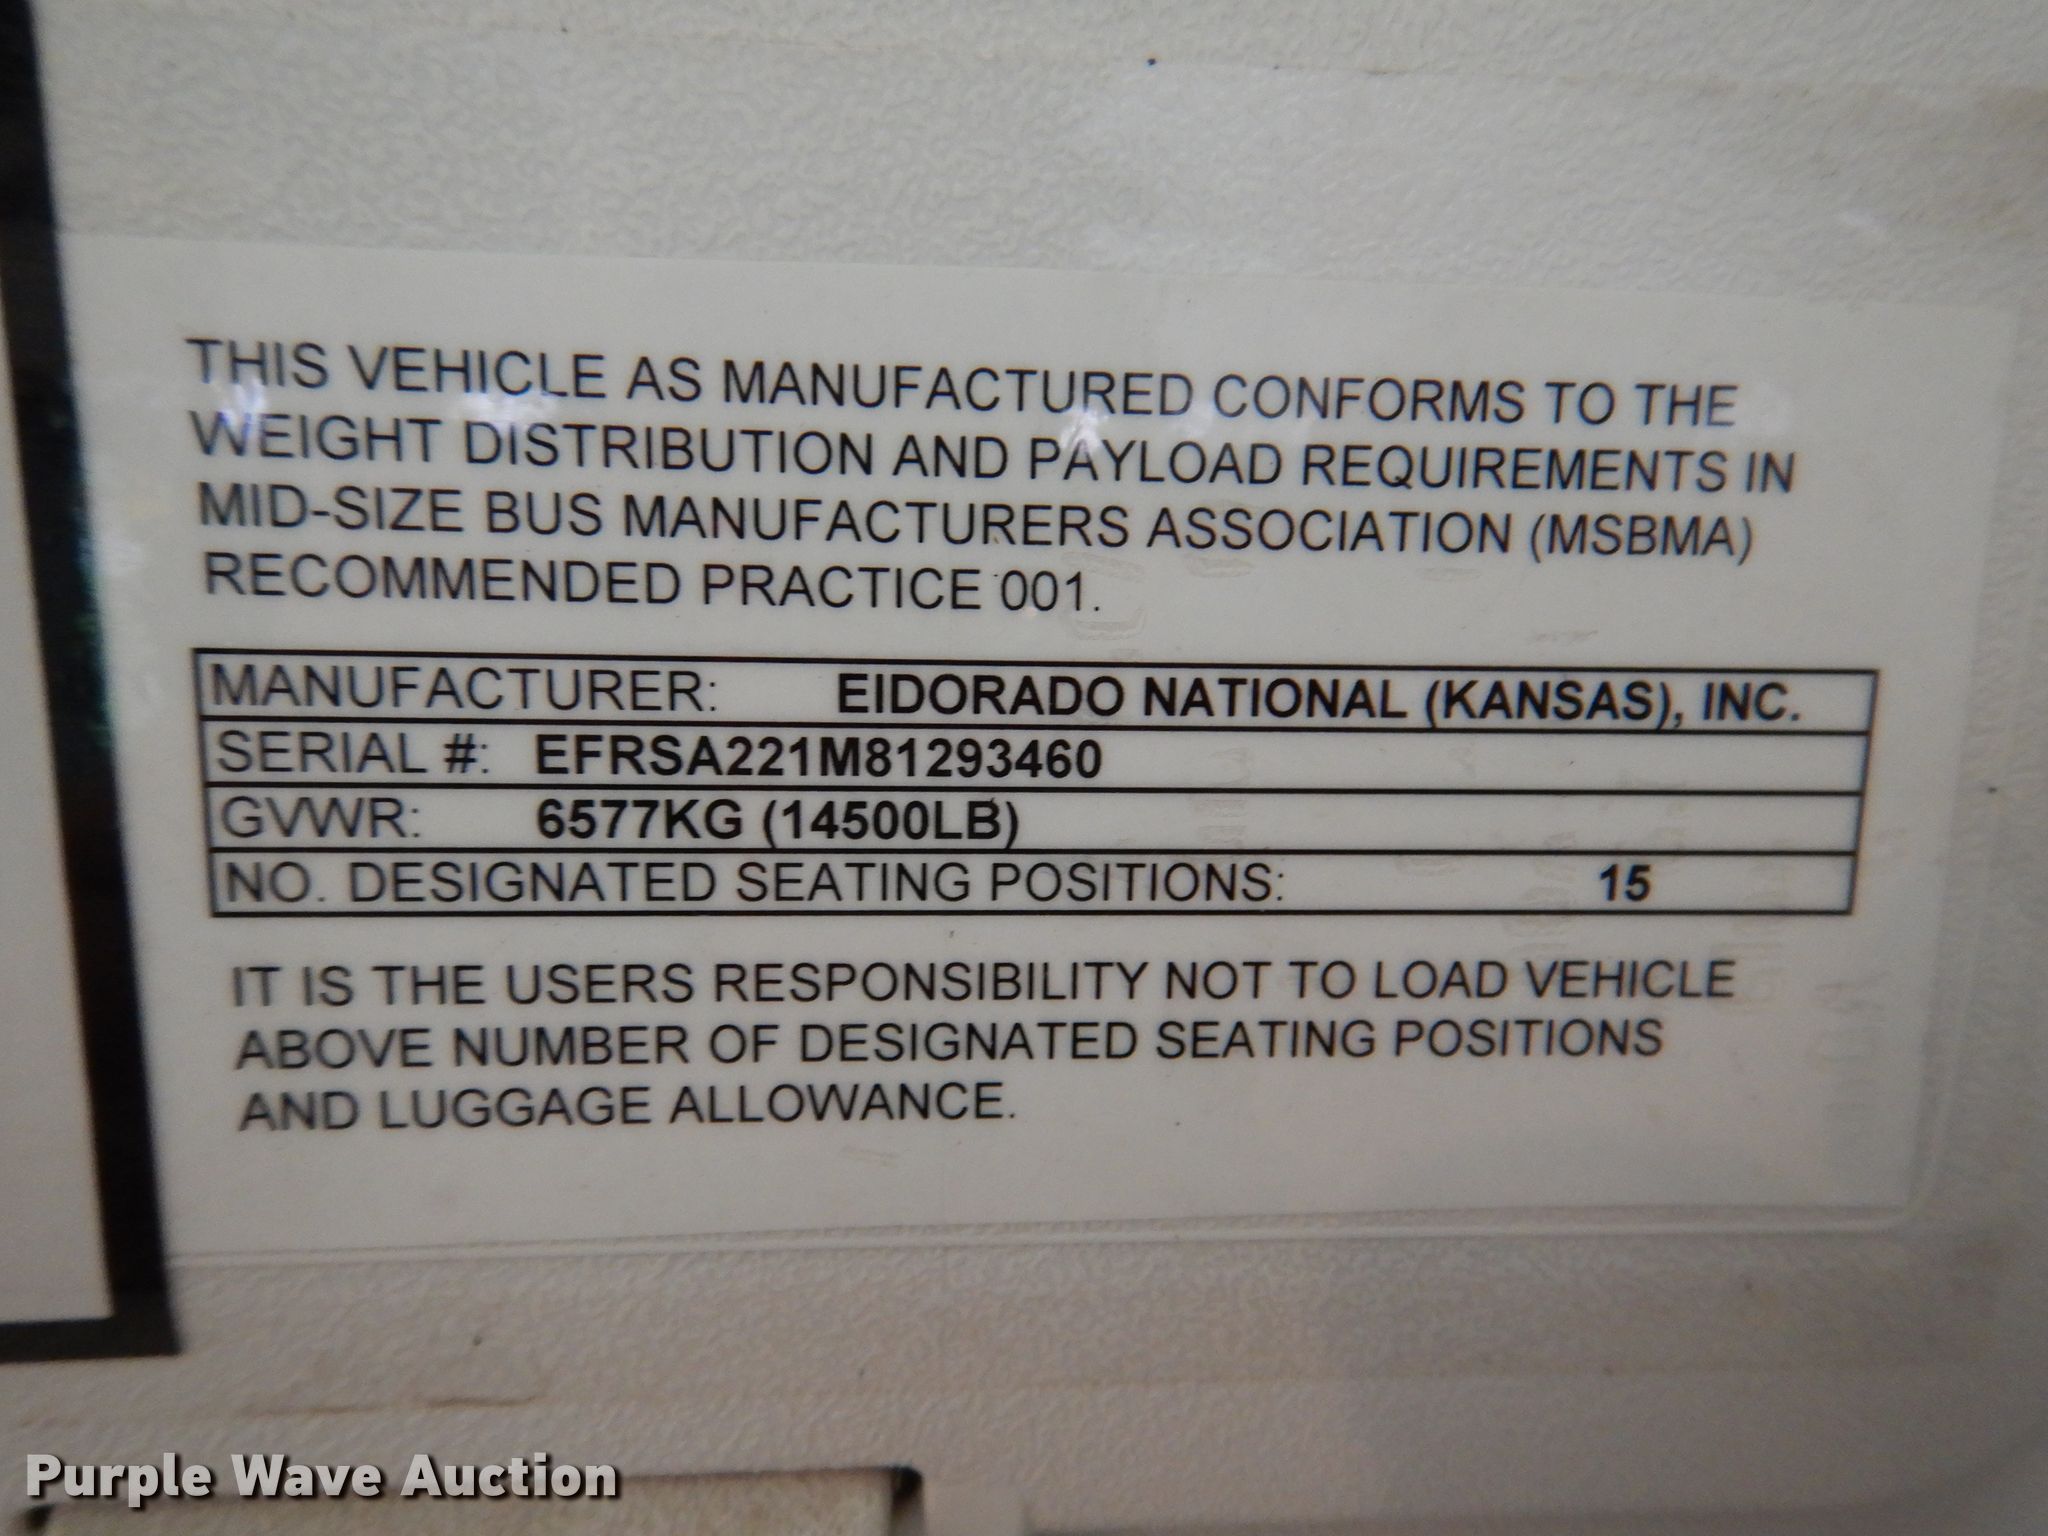 THIS VEHICLE AS MANUFACTURED CONFORMS TO THE
WEIGHT DISTRIBUTION AND PAYLOAD REQUIREMENTS IN
MID-SIZE BUS MANUFACTURERS ASSOCIATION (MSBMA)
RECOMMENDED PRACTICE 001.
MANUFACTURER: EIDORADO NATIONAL (KANSAS), INC.
SERIAL #: EFRSA221M81293460
GVWR: 6577KG (14500LB)
NO. DESIGNATED SEATING POSITIONS: 15
IT IS THE USERS RESPONSIBILITY NOT TO LOAD VEHICLE
ABOVE NUMBER OF DESIGNATED SEATING POSITIONS
AND LUGGAGE ALLOWANCE.
Purple Wave Auction